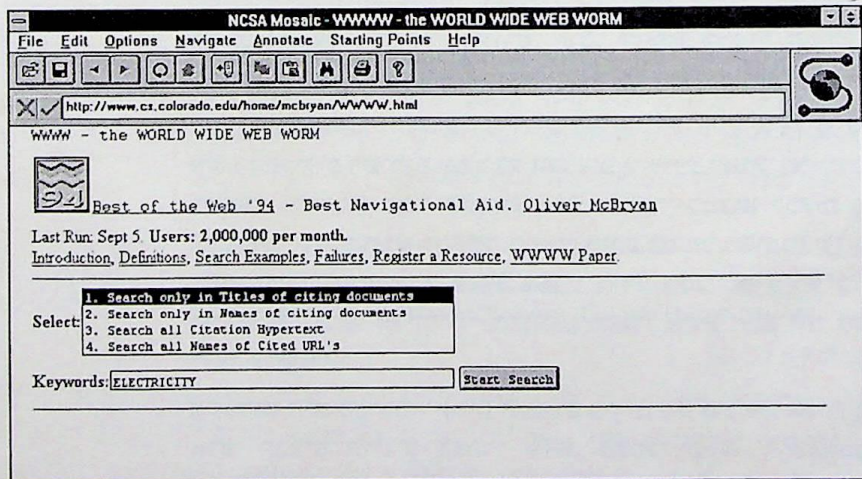 NCSA Mosaic - WWWW - the WORLD WIDE WEB WORM
File Edit Options Navigate Annotate Starting Points Help
http://www.cs.colorado.edu/home/mcbryan/WWWW.html
WWWW - the WORLD WIDE WEB WORM
94
Best of the Web '94 - Best Navigational Aid. Oliver McBryan
Last Run: Sept 5. Users: 2,000,000 per month.
Introduction, Definitions, Search Examples, Failures, Register a Resource, WWWW Paper.
Select:
1. Search only in Titles of citing documents
2. Search only in Names of citing documents
3. Search all Citation Hypertext
4. Search all Names of Cited URL's
Keywords: ELECTRICITY Start Search